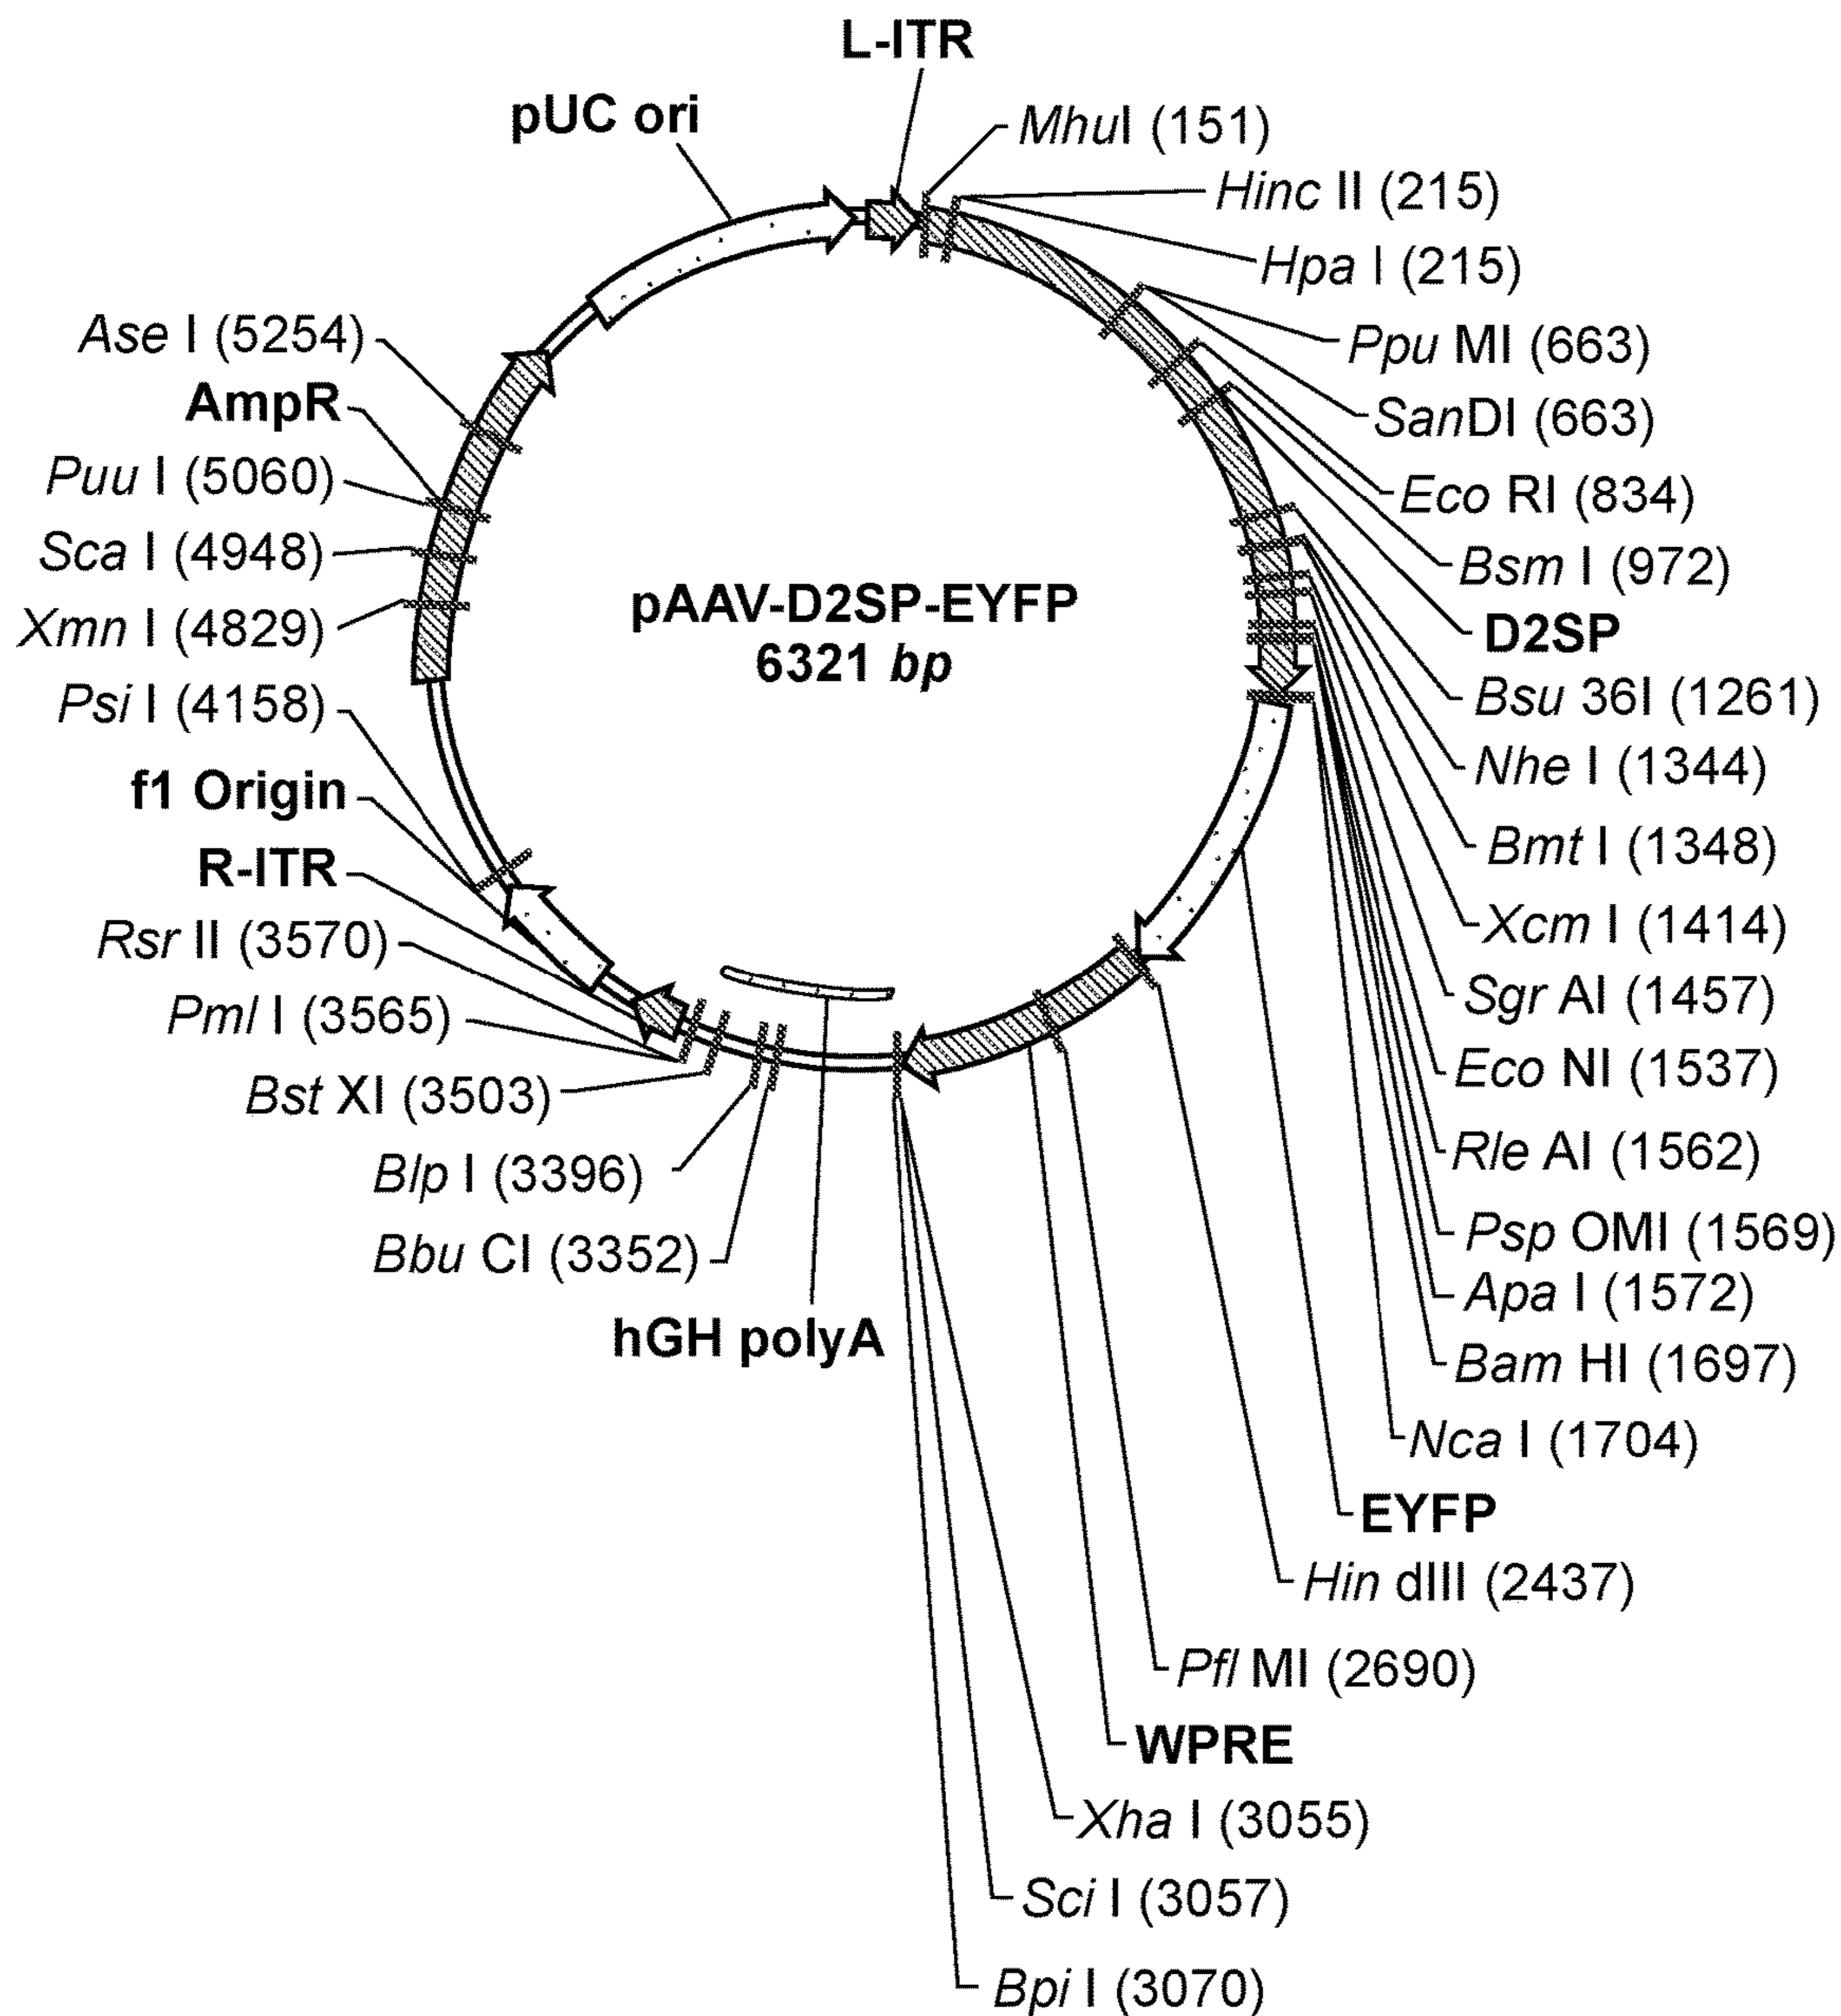 L-ITR
pUC ori
MhuI (151)
Hinc II (215)
Hpa I (215)
Ppu MI (663)
SanDI (663)
Eco RI (834)
Bsm I (972)
D2SP
Bsu 36I (1261)
Nhe I (1344)
Bmt I (1348)
Xcm I (1414)
Sgr AI (1457)
Eco NI (1537)
Rle AI (1562)
Psp OMI (1569)
Apa I (1572)
Bam HI (1697)
Nca I (1704)
EYFP
Hin dIII (2437)
Pfl MI (2690)
WPRE
Xha I (3055)
Sci I (3057)
Bpi I (3070)
hGH polyA
Bbu CI (3352)
Blp I (3396)
Bst XI (3503)
Pml I (3565)
Rsr II (3570)
R-ITR
f1 Origin
Psi I (4158)
Xmn I (4829)
Sca I (4948)
Puu I (5060)
AmpR
Ase I (5254)
pAAV-D2SP-EYFP
6321 bp